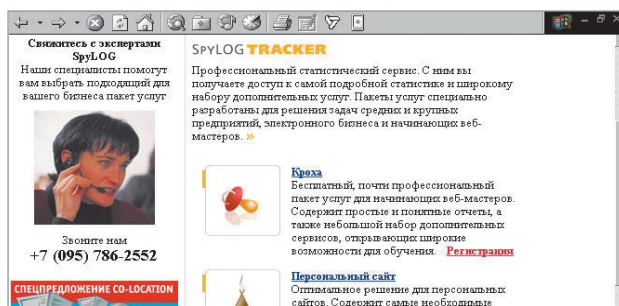 Свяжитесь с экспертами
SpyLOG
Наши специалисты помогут
вам выбрать подходящий для
вашего бизнеса пакет услуг
Звоните нам
+7 (095) 786-2552
СПЕЦПРЕДЛОЖЕНИЕ CO-LOCATION
SPYLOG TRACKER
Профессиональный статистический сервис. С ним вы
получаете доступ к самой подробной статистике и широкому
набору дополнительных услуг. Пакеты услуг специально
разработаны для решения задач средних и крупных
предприятий, электронного бизнеса и начинающих веб-
мастеров. »
Кроха
Бесплатный, почти профессиональный
пакет услуг для начинающих веб-мастеров.
Содержит простые и понятные отчеты, а
также небольшой набор дополнительных
сервисов, открывающих широкие
возможности для обучения. Регистрация
Персональный сайт
Оптимальное решение для персональных
сайтов. Содержит самые необходимые